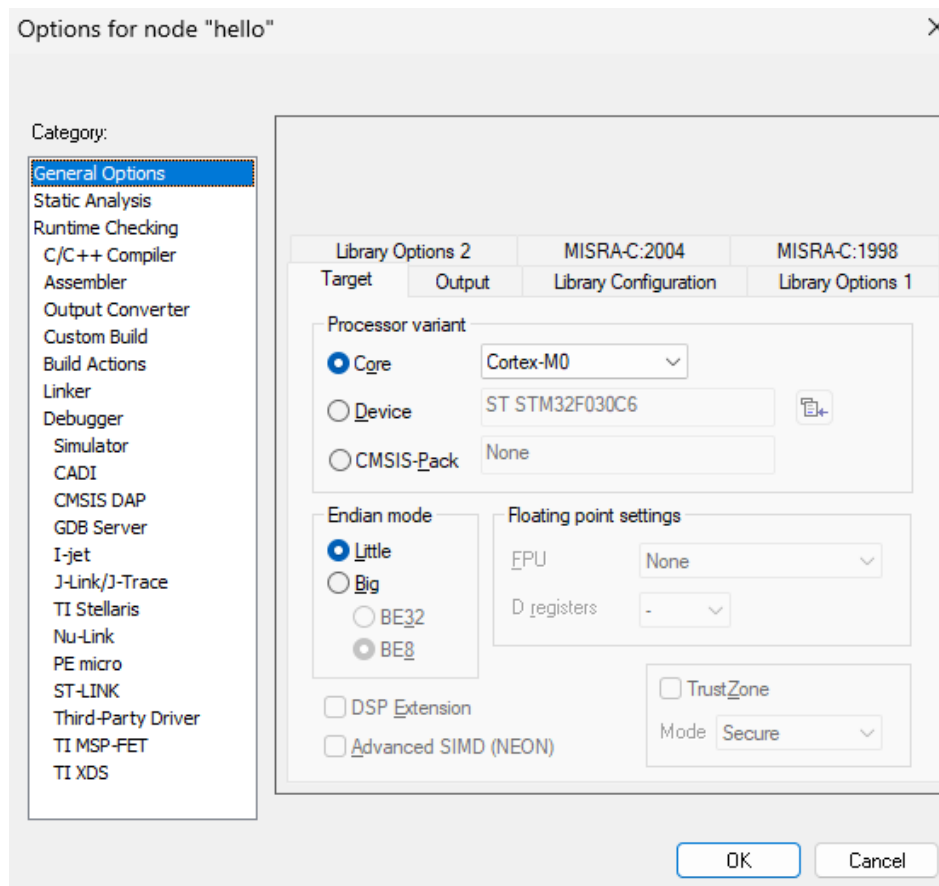 Options for node "hello"
Category:
General Options
Static Analysis
Runtime Checking
C/C++ Compiler
Assembler
Output Converter
Custom Build
Build Actions
Linker
Debugger
Simulator
CADI
CMSIS DAP
GDB Server
I-jet
J-Link/J-Trace
TI Stellaris
Nu-Link
PE micro
ST-LINK
Third-Party Driver
TI MSP-FET
TI XDS
Library Options 2 MISRA-C:2004 MISRA-C:1998
Target Output Library Configuration Library Options 1
Processor variant
Core Cortex-M0
Device ST STM32F030C6
CMSIS-Pack None
Endian mode
Little
Big
BE32
BE8
Floating point settings
FPU None
D registers -
DSP Extension
Advanced SIMD (NEON)
TrustZone
Mode Secure
OK Cancel